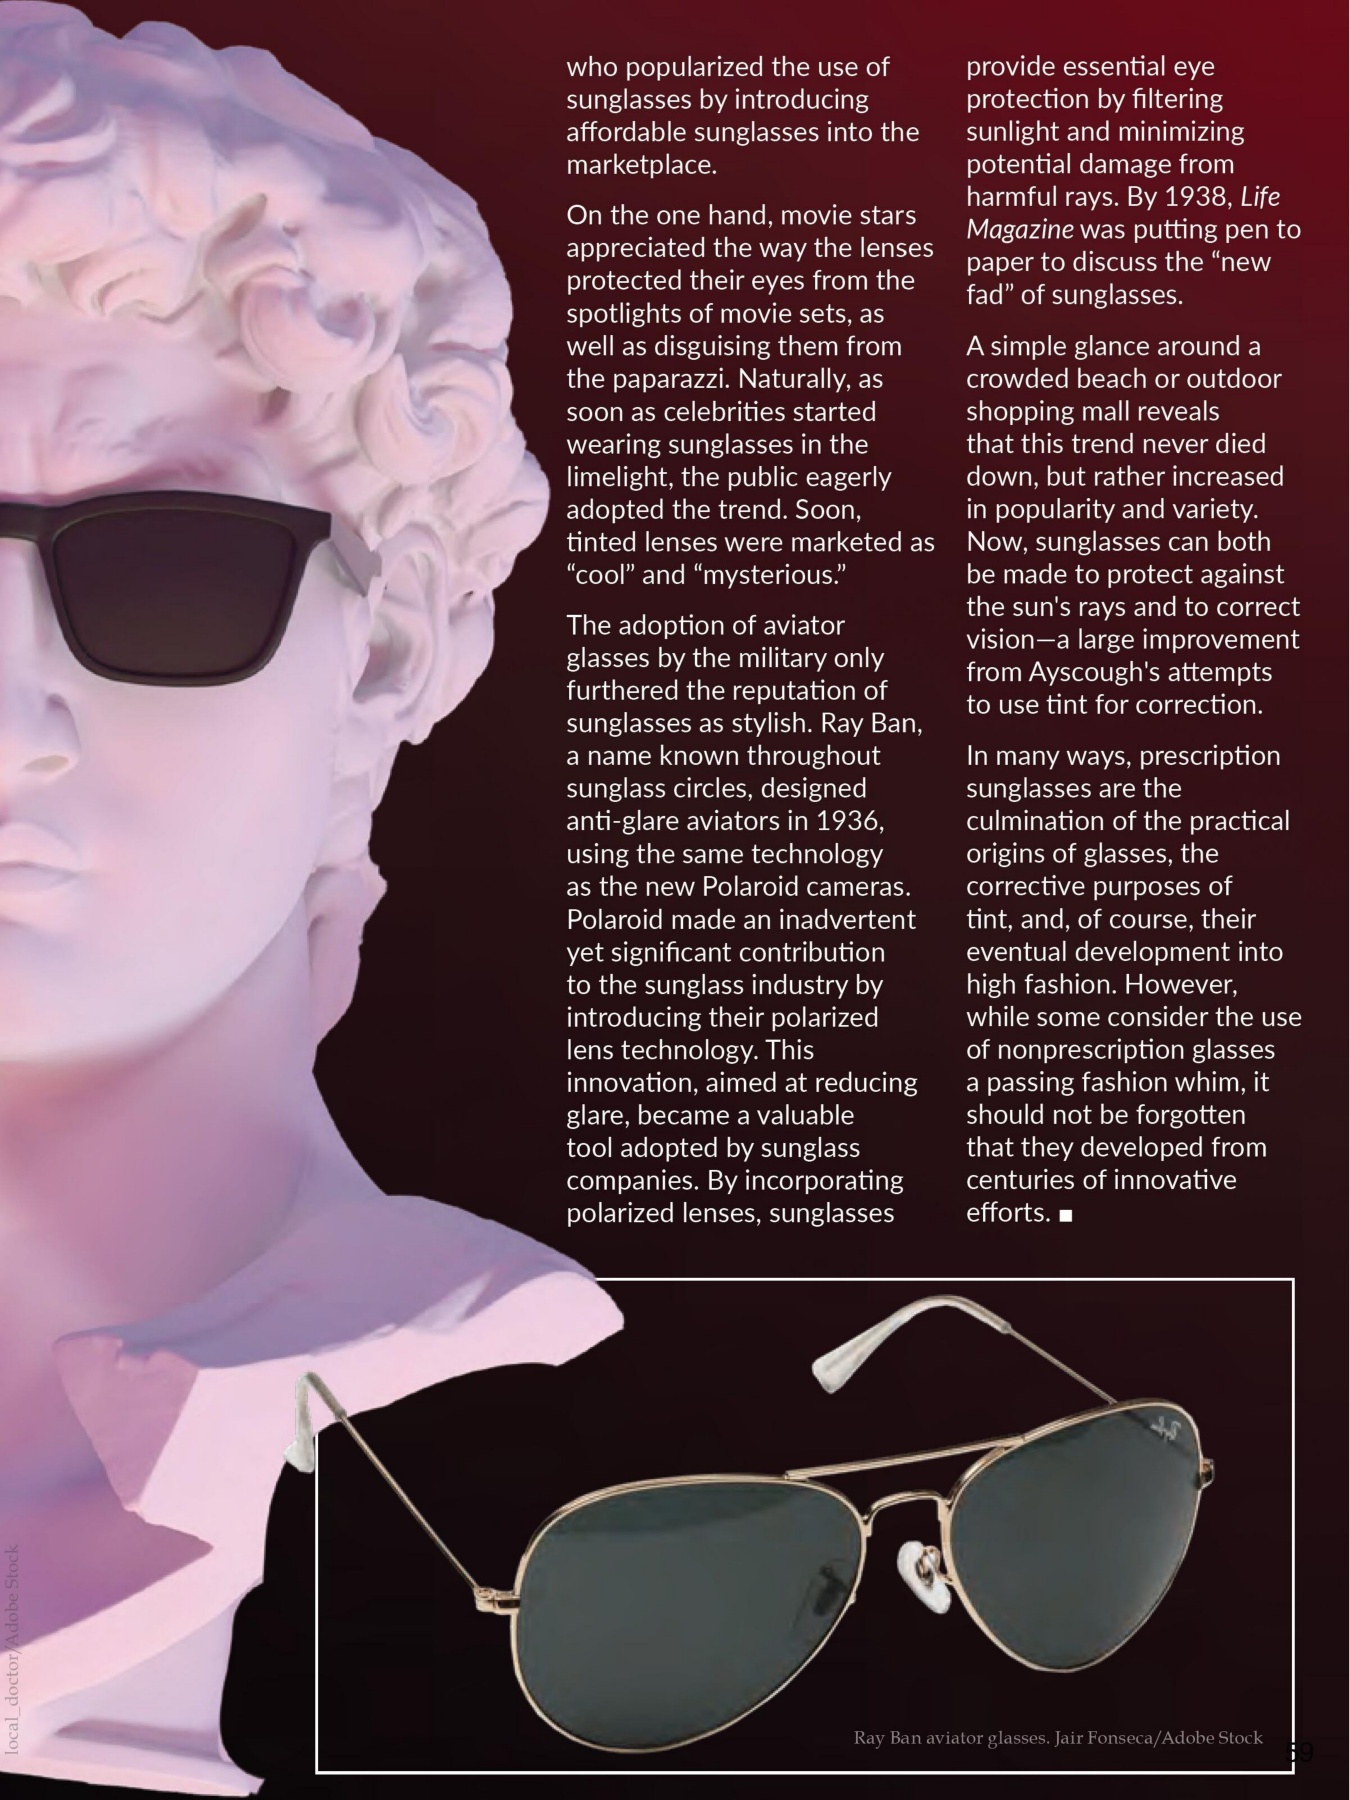 who popularized the use of
sunglasses by introducing
affordable sunglasses into the
marketplace.
On the one hand, movie stars
appreciated the way the lenses
protected their eyes from the
spotlights of movie sets, as
well as disguising them from
the paparazzi. Naturally, as
soon as celebrities started
wearing sunglasses in the
limelight, the public eagerly
adopted the trend. Soon,
tinted lenses were marketed as
“cool” and “mysterious.”
The adoption of aviator
glasses by the military only
furthered the reputation of
sunglasses as stylish. Ray Ban,
a name known throughout
sunglass circles, designed
anti-glare aviators in 1936,
using the same technology
as the new Polaroid cameras.
Polaroid made an inadvertent
yet significant contribution
to the sunglass industry by
introducing their polarized
lens technology. This
innovation, aimed at reducing
glare, became a valuable
tool adopted by sunglass
companies. By incorporating
polarized lenses, sunglasses
provide essential eye
protection by filtering
sunlight and minimizing
potential damage from
harmful rays. By 1938, Life
Magazine was putting pen to
paper to discuss the “new
fad” of sunglasses.
A simple glance around a
crowded beach or outdoor
shopping mall reveals
that this trend never died
down, but rather increased
in popularity and variety.
Now, sunglasses can both
be made to protect against
the sun's rays and to correct
vision—a large improvement
from Ayscough's attempts
to use tint for correction.
In many ways, prescription
sunglasses are the
culmination of the practical
origins of glasses, the
corrective purposes of
tint, and, of course, their
eventual development into
high fashion. However,
while some consider the use
of nonprescription glasses
a passing fashion whim, it
should not be forgotten
that they developed from
centuries of innovative
efforts. ■
local_doctor/Adobe Stock
Ray Ban aviator glasses. Jair Fonseca/Adobe Stock
59